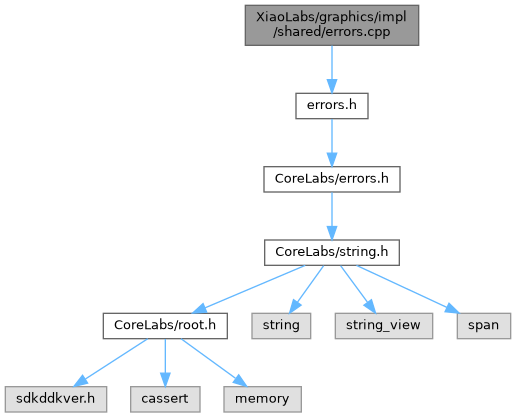 XiaoLabs/graphics/impl
/shared/errors.cpp
errors.h
CoreLabs/errors.h
CoreLabs/string.h
CoreLabs/root.h
string
string_view
span
sdkddkver.h
cassert
memory